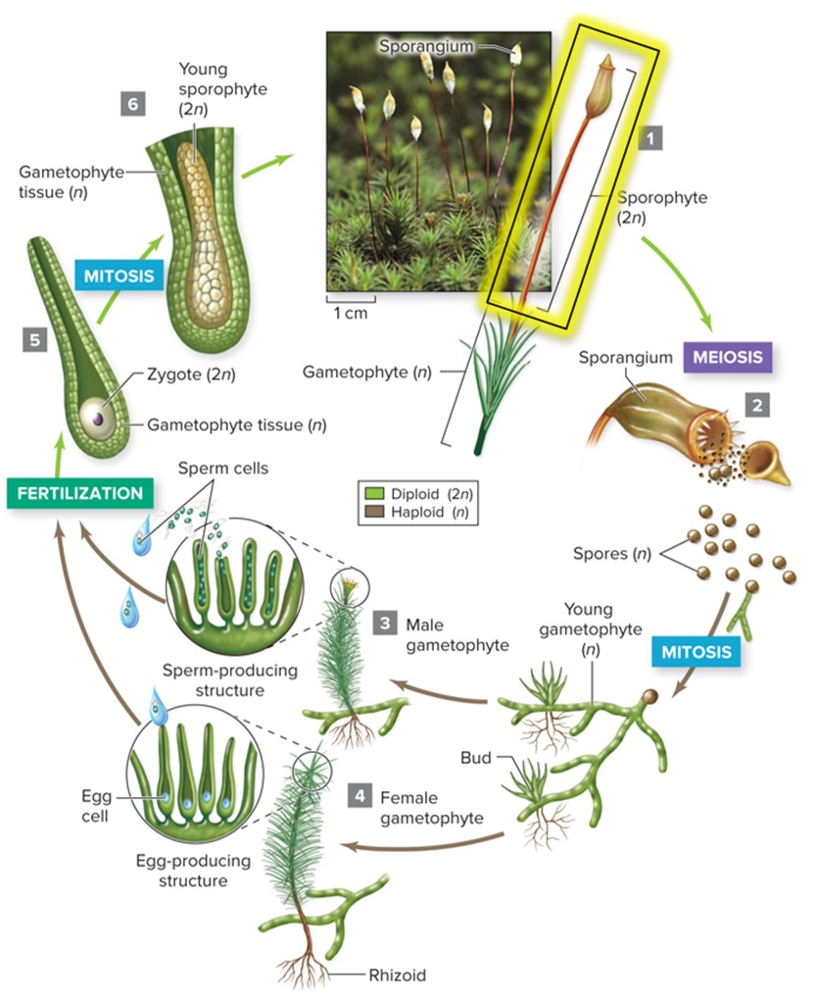 Sporangium
1
Sporophyte
(2n)
1 cm
Gametophyte (n)
MEIOSIS
Sporangium
2
Spores (n)
MITOSIS
Young
gametophyte
(n)
Bud
3
Male
gametophyte
Sperm cells
Sperm-producing
structure
4
Female
gametophyte
Egg
cell
Egg-producing
structure
Rhizoid
FERTILIZATION
5
Zygote (2n)
Gametophyte tissue (n)
MITOSIS
6
Young
sporophyte
(2n)
Gametophyte
tissue (n)
Diploid (2n)
Haploid (n)